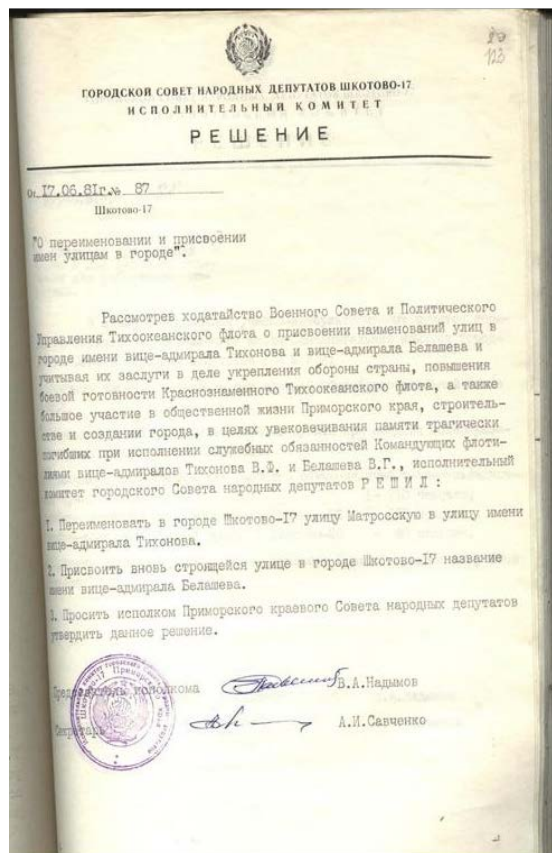 29
123
ГОРОДСКОЙ СОВЕТ НАРОДНЫХ ДЕПУТАТОВ ШКОТОВО-17
ИСПОЛНИТЕЛЬНЫЙ КОМИТЕТ
РЕШЕНИЕ
От 17.06.81г. № 87
Шкотово-17
"О переименовании и присвоении
имен улицам в городе".
Рассмотрев ходатайство Военного Совета и Политического
Управления Тихоокеанского флота о присвоении наименований улиц в
городе имени вице-адмирала Тихонова и вице-адмирала Белашева и
учитывая их заслуги в деле укрепления обороны страны, повышения
боевой готовности Краснознаменного Тихоокеанского флота, а также
большое участие в общественной жизни Приморского края, строитель-
стве и создании города, в целях увековечивания памяти трагически
погибших при исполнении служебных обязанностей Командующих флоти-
лиями вице-адмиралов Тихонова В.Ф. и Белашева В.Г., исполнительный
комитет городского Совета народных депутатов Р Е Ш И Л :
1. Переименовать в городе Шкотово-17 улицу Матросскую в улицу имени
вице-адмирала Тихонова.
2. Присвоить вновь строящейся улице в городе Шкотово-17 название
имени вице-адмирала Белашева.
3. Просить исполком Приморского краевого Совета народных депутатов
утвердить данное решение.
Председатель исполкома В.А.Надымов
Секретарь А.И.Савченко